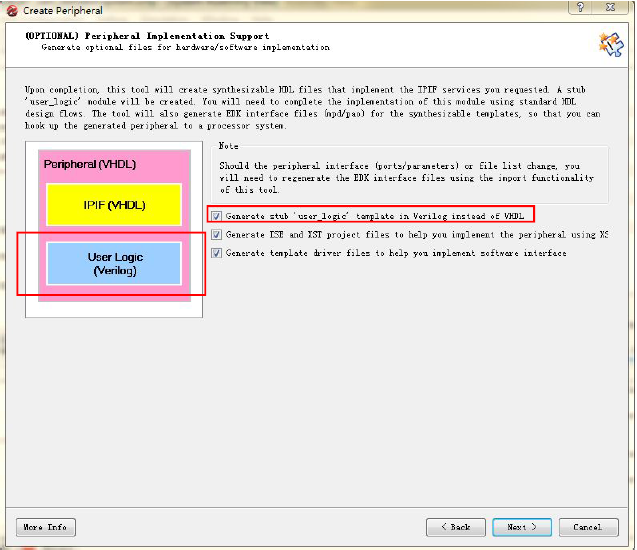 Create Peripheral
(OPTIONAL) Peripheral Implementation Support
Generate optional files for hardware/software implementation
Upon completion, this tool will create synthesizable HDL files that implement the IPIF services you requested. A stub
'user_logic' module will be created. You will need to complete the implementation of this module using standard HDL
design flows. The tool will also generate EDK interface files (mpd/pao) for the synthesizable templates, so that you can
hook up the generated peripheral to a processor system.
Peripheral (VHDL)
IPIF (VHDL)
User Logic
(Verilog)
Note
Should the peripheral interface (ports/parameters) or file list change, you
will need to regenerate the EDK interface files using the import functionality
of this tool.
Generate stub 'user_logic' template in Verilog instead of VHDL
Generate ISE and XST project files to help you implement the peripheral using XS
Generate template driver files to help you implement software interface
More Info
< Back
Next >
Cancel